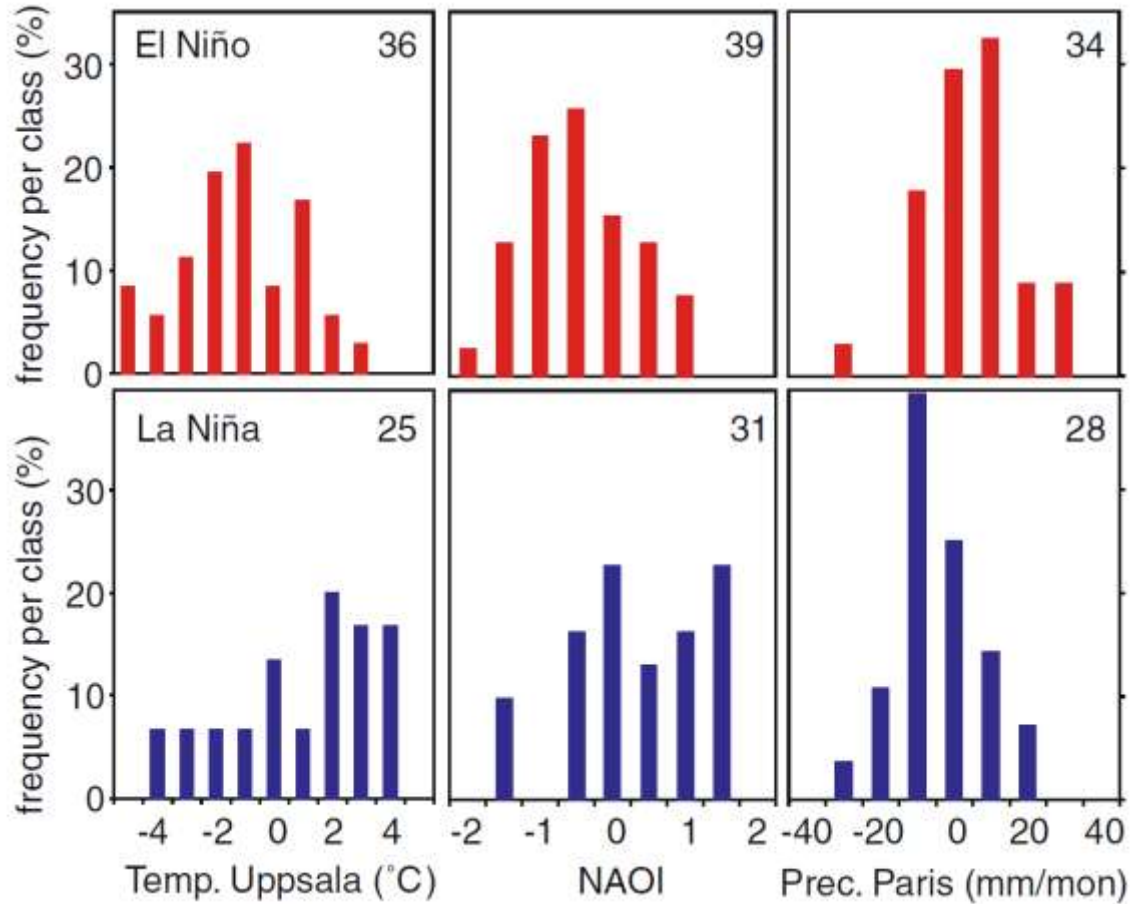 frequency per class (%)
30
20
10
0
El Niño 36
39
34
frequency per class (%)
30
20
10
0
La Niña 25
31
28
-4 -2 0 2 4
-2 -1 0 1 2
-40 -20 0 20 40
Temp. Uppsala (°C)
NAOI
Prec. Paris (mm/mon)